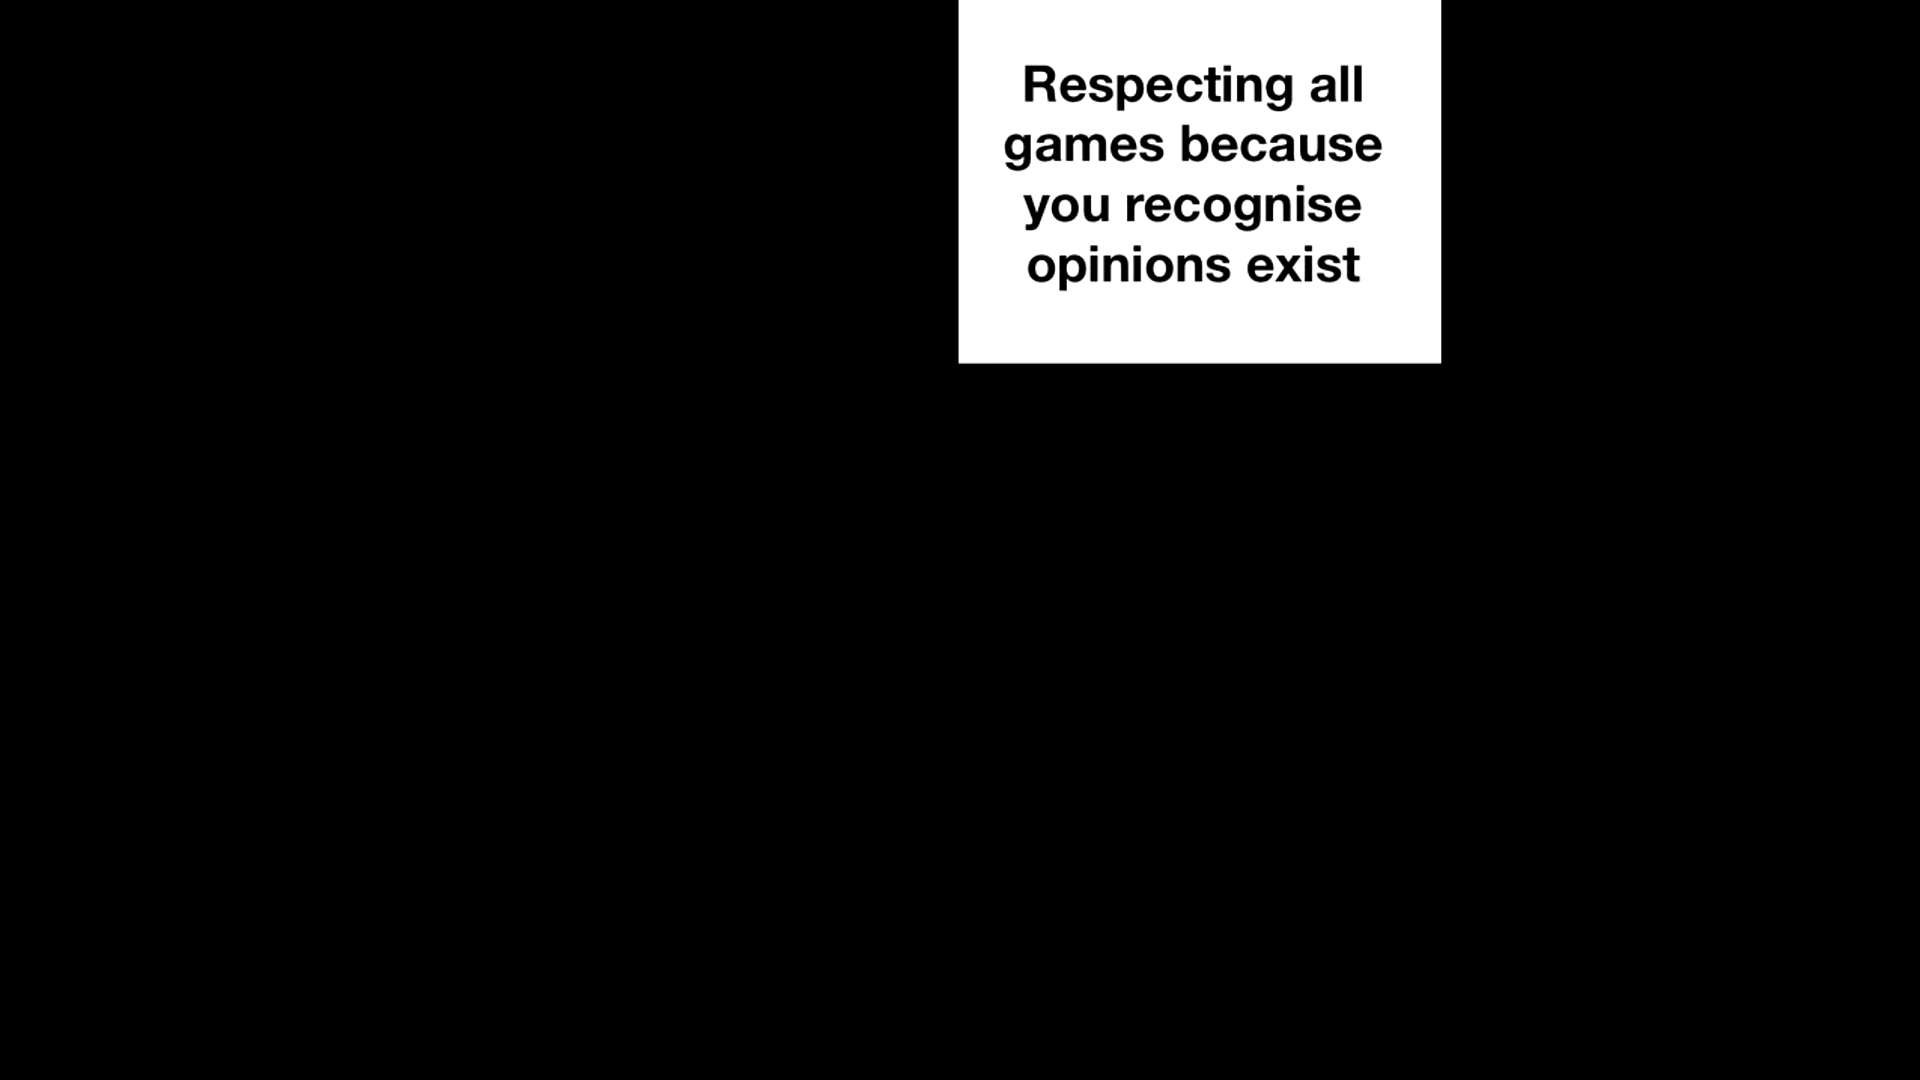 Respecting all
games because
you recognise
opinions exist